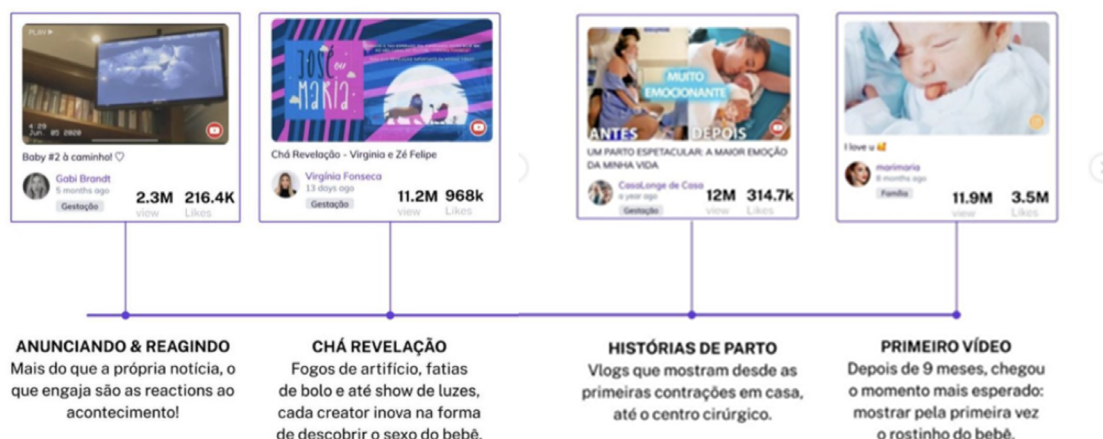 PLAY
4 29
Jun. 05 2020
Baby #2 à caminho! ♡
Gabi Brandt
5 months ago
Gestação
2.3M 216.4K
view Likes
José ou
MARIA
Chá Revelação - Virginia e Zé Felipe
Virgínia Fonseca
13 days ago
Gestação
11.2M 968k
view Likes
MUITO
EMOCIONANTE
ANTES DEPOIS
UM PARTO ESPETACULAR: A MAIOR EMOÇÃO
DA MINHA VIDA
CasaLonge de Casa
a year ago
Gestação
12M 314.7k
view Likes
I love u
marimaria
8 months ago
Família
11.9M 3.5M
view Likes
ANUNCIANDO & REAGINDO
Mais do que a própria notícia, o
que engaja são as reactions ao
acontecimento!
CHÁ REVELAÇÃO
Fogos de artifício, fatias
de bolo e até show de luzes,
cada creator inova na forma
de descobrir o sexo do bebê.
HISTÓRIAS DE PARTO
Vlogs que mostram desde as
primeiras contrações em casa,
até o centro cirúrgico.
PRIMEIRO VÍDEO
Depois de 9 meses, chegou
o momento mais esperado:
mostrar pela primeira vez
o rostinho do bebê.